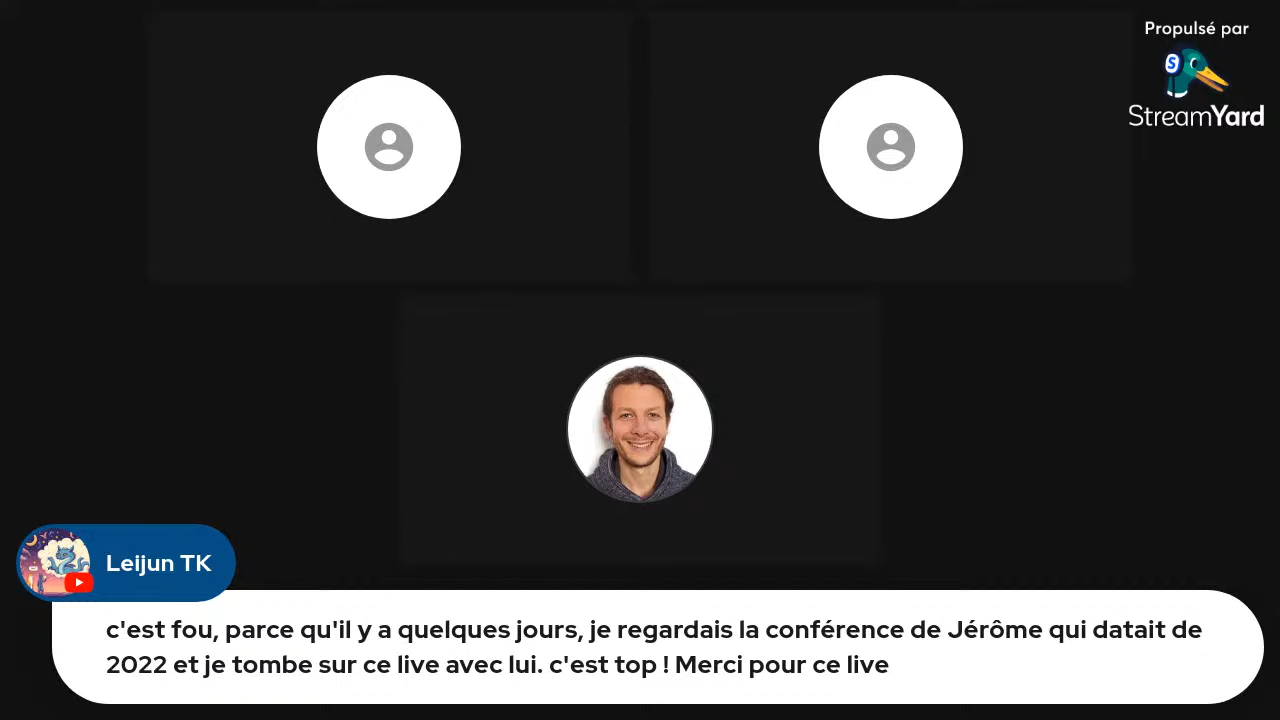 Propulsé par
StreamYard
Leijun TK
c'est fou, parce qu'il y a quelques jours, je regardais la conférence de Jérôme qui datait de
2022 et je tombe sur ce live avec lui. c'est top ! Merci pour ce live